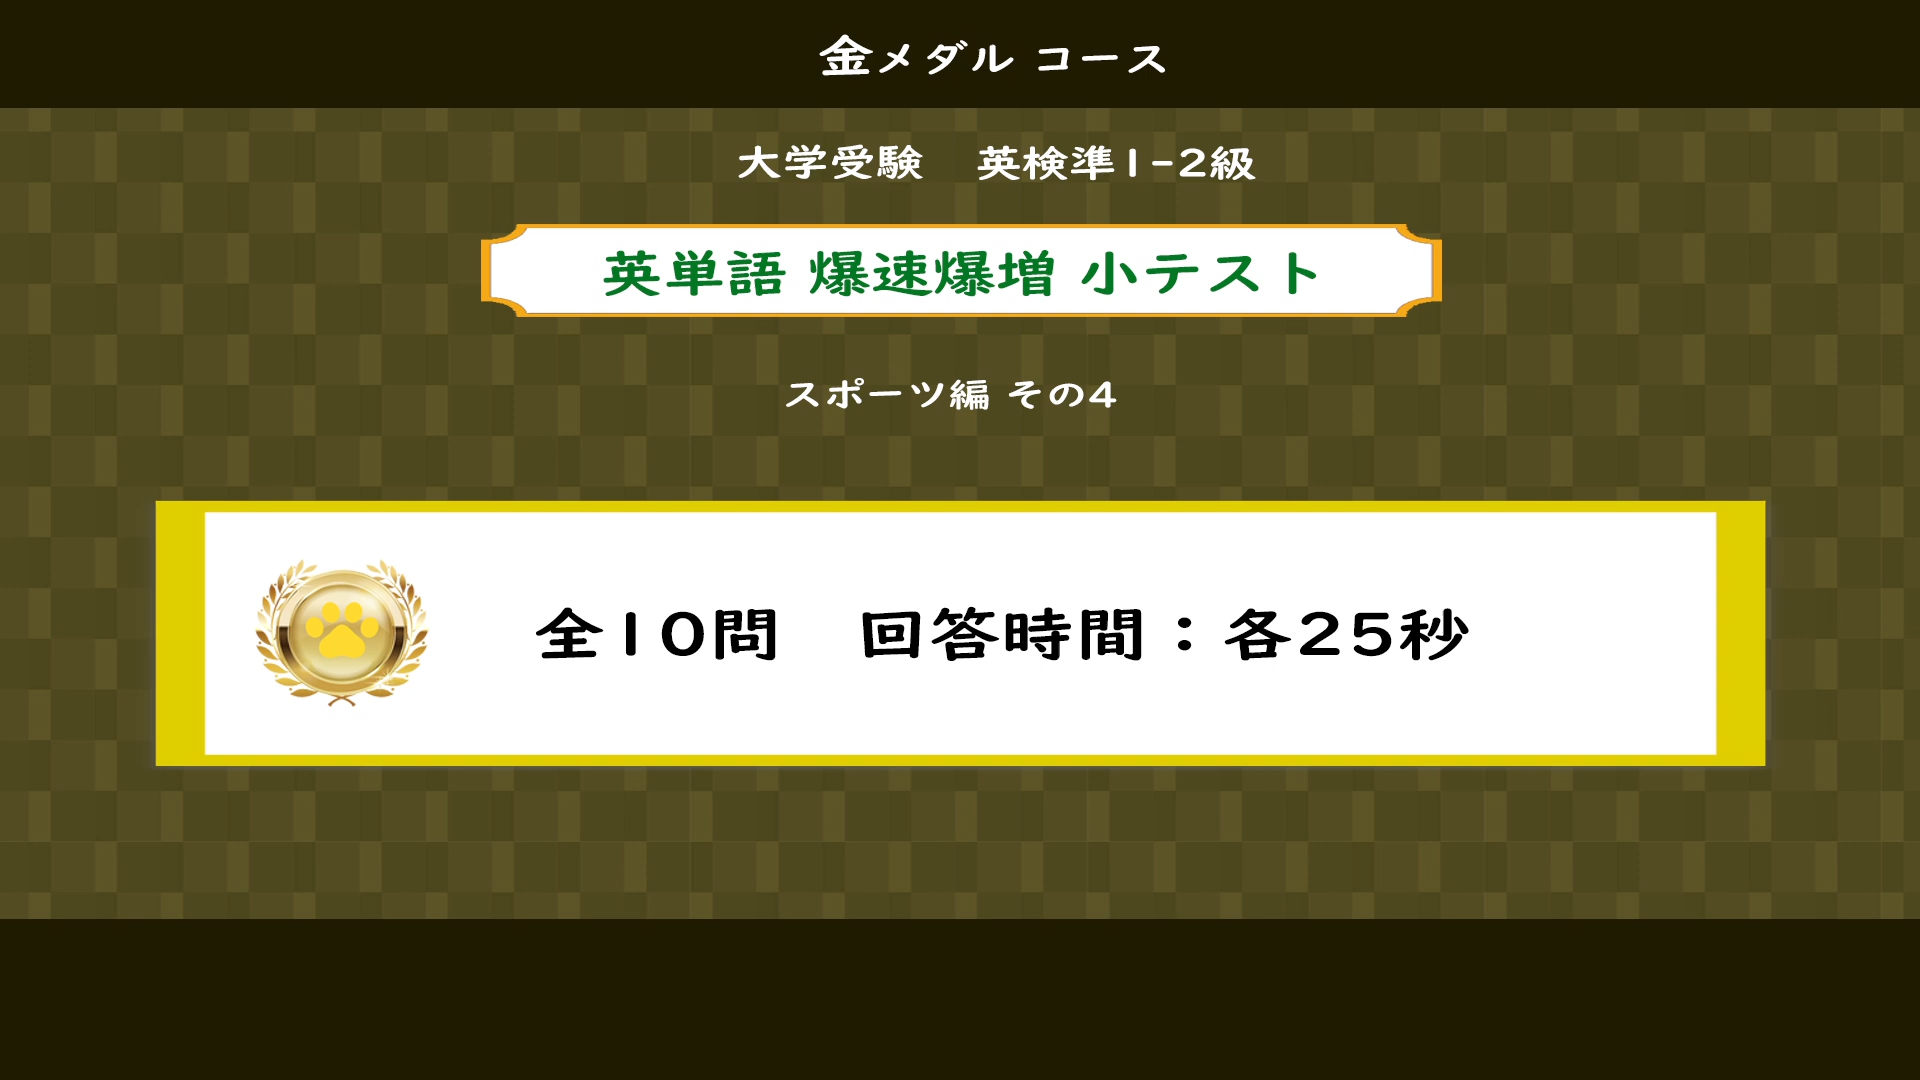 金メダル コース
大学受験　英検準1-2級
英単語 爆速爆増 小テスト
スポーツ編 その4
全10問　回答時間：各25秒